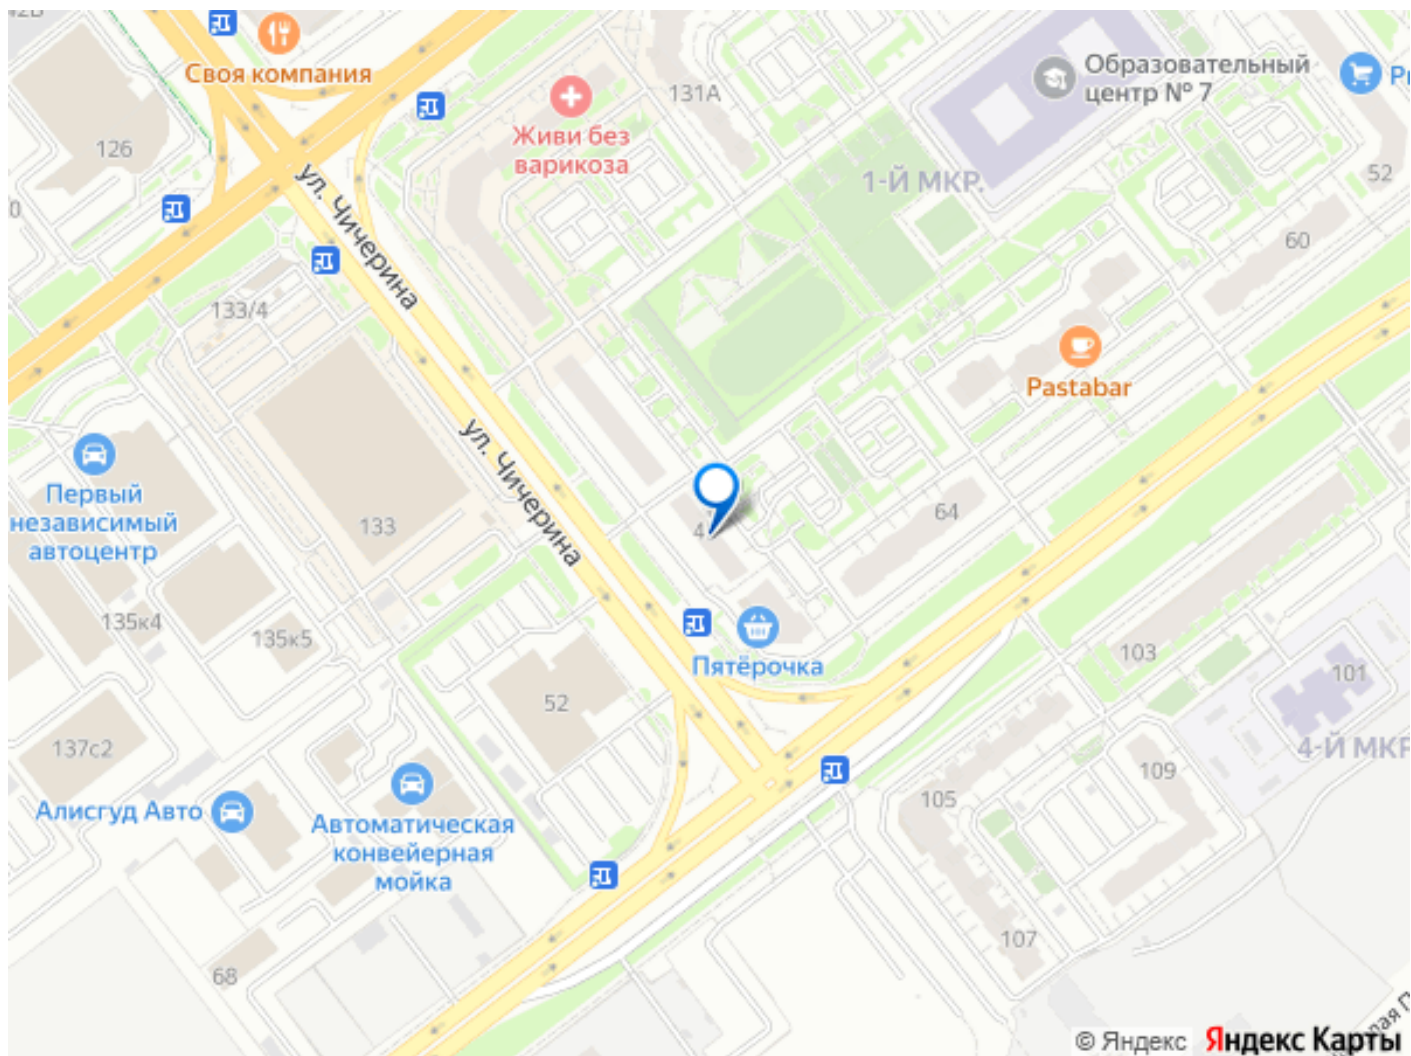 Своя компания
126
133/4
ул. Чичерина
131А
Живи без
варикоза
Образовательный
центр № 7
1-Й МКР.
52
60
Pastabar
ул. Чичерина
Первый
независимый
автоцентр
133
135к4
135к5
64
Пятёрочка
52
137с2
Алисгуд Авто
Автоматическая
конвейерная
мойка
68
103
101
4-Й МКР
109
105
107
© Яндекс
Яндекс Карты